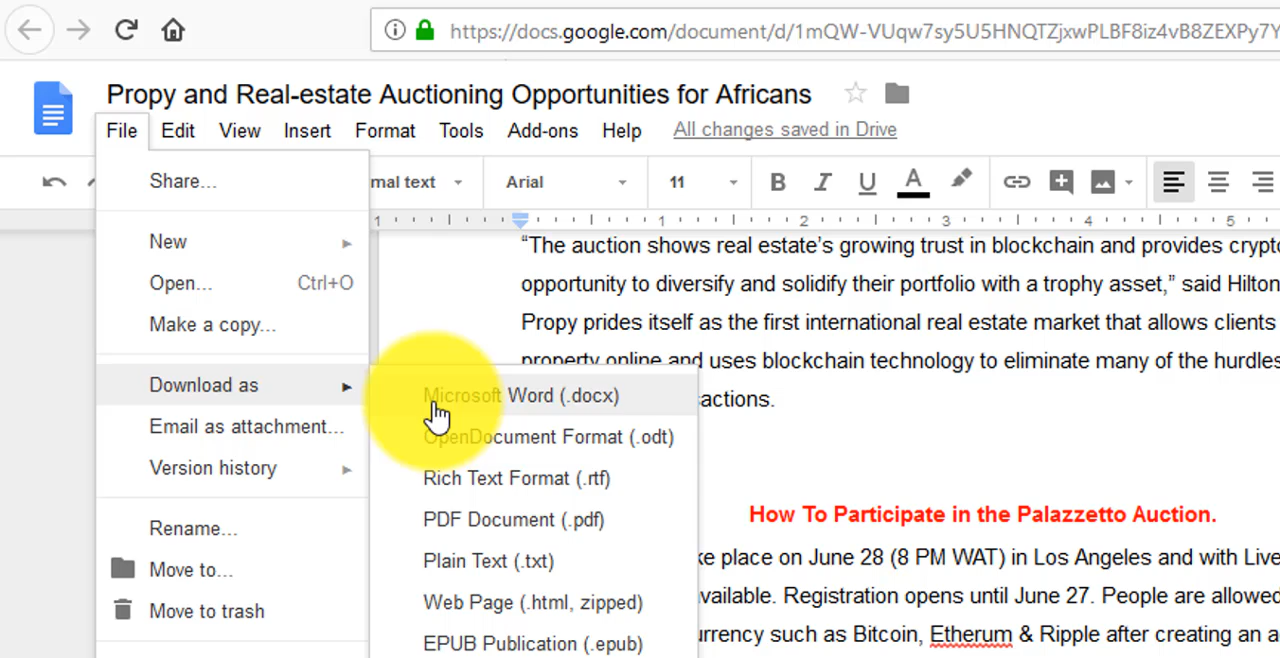 https://docs.google.com/document/d/1mQW-VUqw7sy5U5HNQTZjxwPLBF8iz4vB8ZEXPy7Y
Propy and Real-estate Auctioning Opportunities for Africans
File Edit View Insert Format Tools Add-ons Help All changes saved in Drive
mal text Arial 11 B I U A
1 1 2 3 4 5
Share...
New
Open... Ctrl+O
Make a copy...
Download as
Email as attachment...
Version history
Rename...
Move to...
Move to trash
Microsoft Word (.docx)
OpenDocument Format (.odt)
Rich Text Format (.rtf)
PDF Document (.pdf)
Plain Text (.txt)
Web Page (.html, zipped)
EPUB Publication (.epub)
“The auction shows real estate’s growing trust in blockchain and provides crypto
opportunity to diversify and solidify their portfolio with a trophy asset,” said Hilton
Propy prides itself as the first international real estate market that allows clients
property online and uses blockchain technology to eliminate many of the hurdles
sactions.
How To Participate in the Palazzetto Auction.
ke place on June 28 (8 PM WAT) in Los Angeles and with Live
vailable. Registration opens until June 27. People are allowed
urrency such as Bitcoin, Etherum & Ripple after creating an a